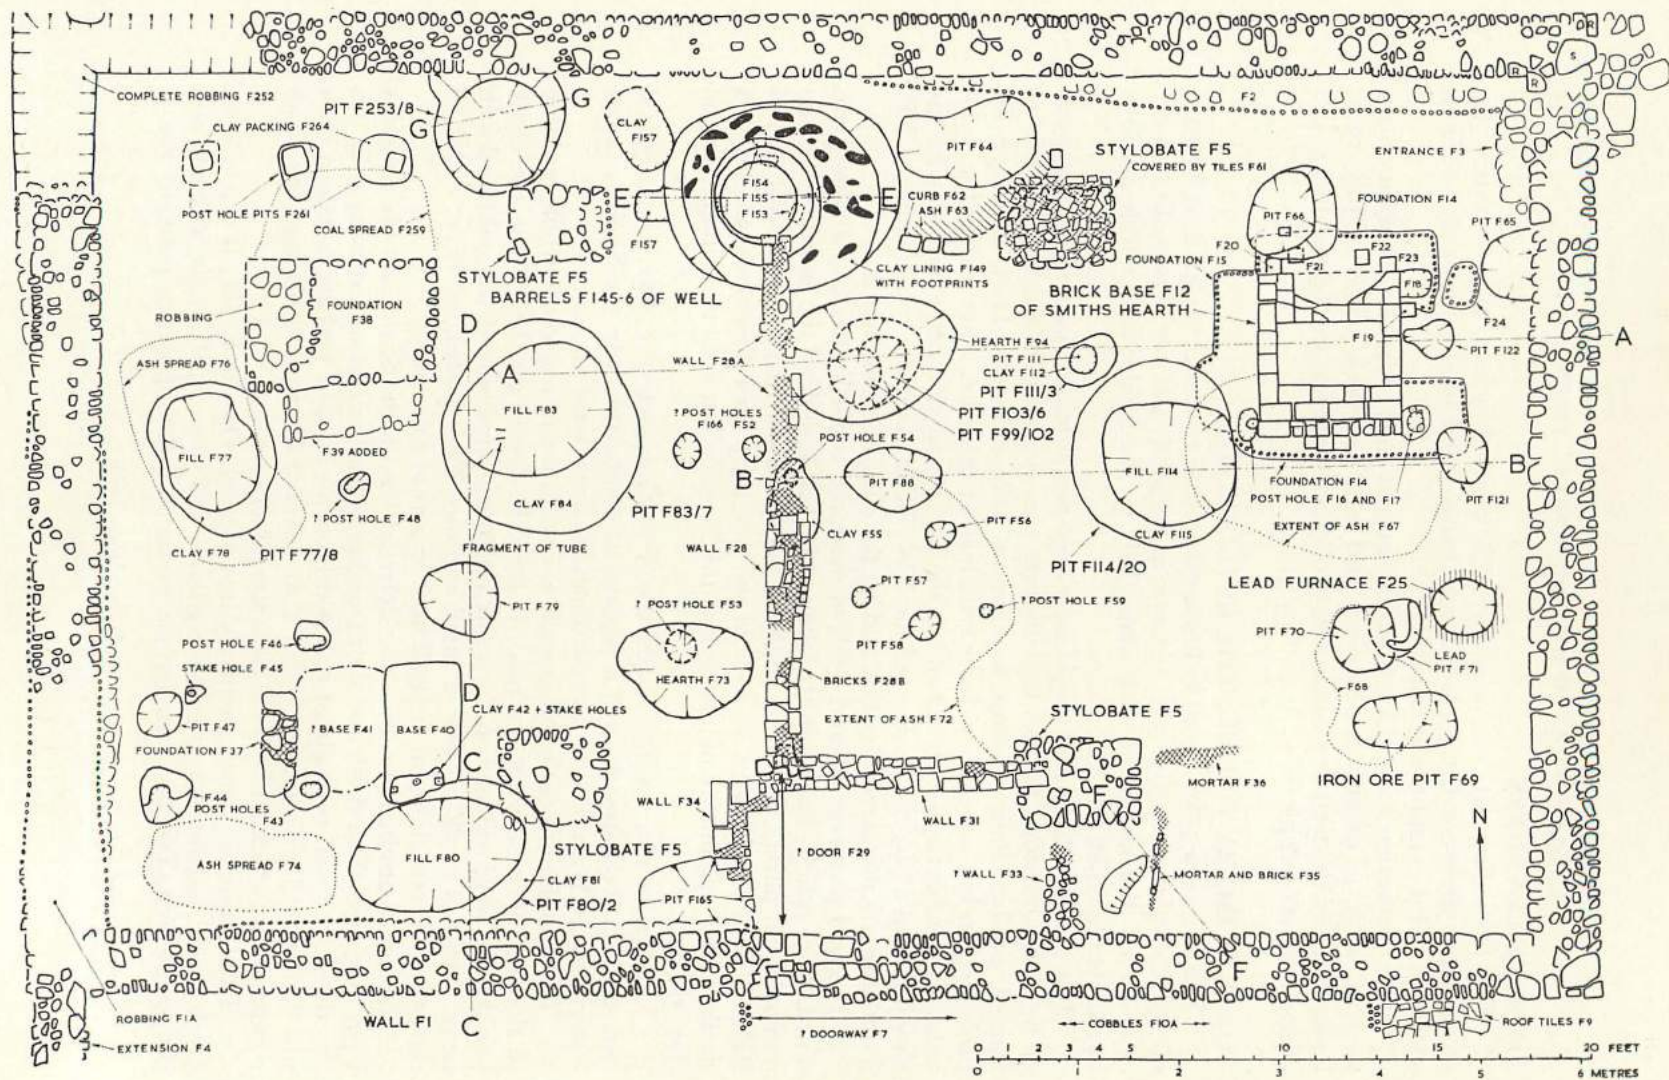 COMPLETE ROBBING F252
PIT F253/8
G
G
CLAY
F157
CLAY PACKING F264
POST HOLE PITS F261
COAL SPREAD F259
STYLOBATE F5
E
E
F157
F154
F155
F153
BARRELS F145-6 OF WELL
CLAY LINING F149
WITH FOOTPRINTS
PIT F64
CURB F62
ASH F63
STYLOBATE F5
COVERED BY TILES F61
F2
R
R
R
S
ENTRANCE F3
PIT F66
FOUNDATION F14
PIT F65
F20
F21
F22
F23
F18
F19
F24
FOUNDATION F15
BRICK BASE F12
OF SMITHS HEARTH
PIT F122
A
A
ROBBING
FOUNDATION
F38
F39 ADDED
ASH SPREAD F76
FILL F77
CLAY F78
PIT F77/8
? POST HOLE F48
D
FILL F83
CLAY F84
PIT F83/7
FRAGMENT OF TUBE
WALL F28A
? POST HOLES
F166 F52
HEARTH F94
PIT F111
CLAY F112
PIT F111/3
PIT F103/6
PIT F99/102
POST HOLE F54
B
B
PIT F88
CLAY F55
WALL F28
PIT F56
PIT F57
PIT F58
? POST HOLE F59
FILL F114
CLAY F115
PIT F114/20
FOUNDATION F14
POST HOLE F16 AND F17
EXTENT OF ASH F67
PIT F121
LEAD FURNACE F25
PIT F70
LEAD
PIT F71
F68
IRON ORE PIT F69
PIT F79
? POST HOLE F53
HEARTH F73
BRICKS F28B
EXTENT OF ASH F72
POST HOLE F46
STAKE HOLE F45
PIT F47
FOUNDATION F37
? BASE F41
BASE F40
D
CLAY F42 + STAKE HOLES
C
F44
POST HOLES
F43
ASH SPREAD F74
FILL F80
CLAY F81
PIT F80/2
STYLOBATE F5
WALL F34
PIT F165
? DOOR F29
WALL F31
STYLOBATE F5
F
MORTAR F36
? WALL F33
MORTAR AND BRICK F35
N
F
ROBBING F1A
EXTENSION F4
WALL F1
C
? DOORWAY F7
COBBLES F10A
ROOF TILES F9
0 1 2 3 4 5 10 15 20 FEET
0 1 2 3 4 5 6 METRES